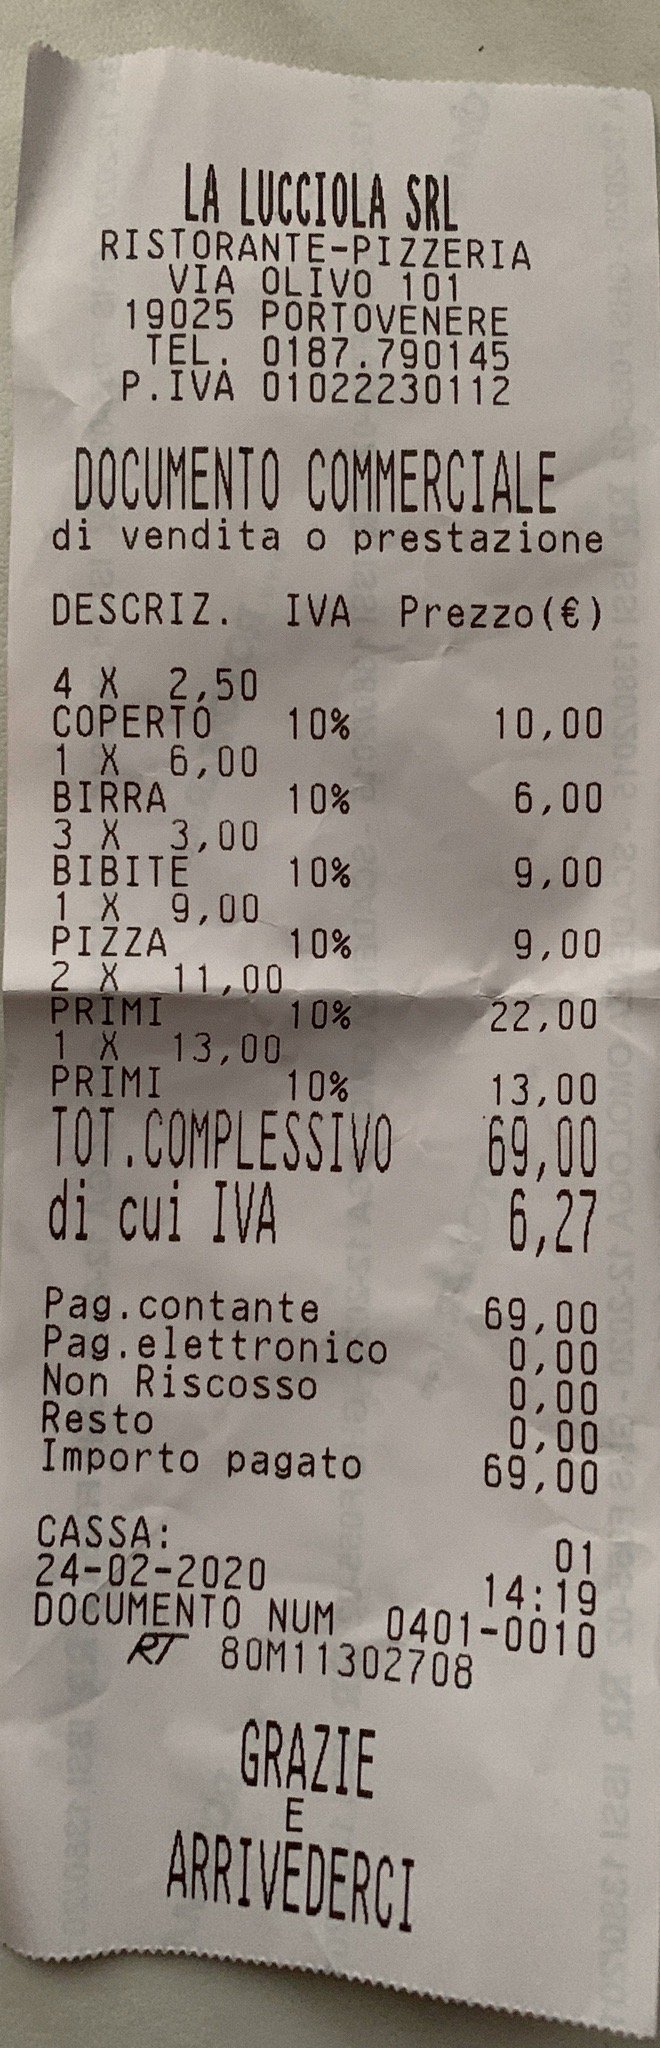 LA LUCCIOLA SRL
RISTORANTE-PIZZERIA
VIA OLIVO 101
19025 PORTOVENERE
TEL. 0187.790145
P.IVA 01022230112
DOCUMENTO COMMERCIALE
di vendita o prestazione
DESCRIZ. IVA Prezzo(€)
4 X 2,50
COPERTO 10% 10,00
1 X 6,00
BIRRA 10% 6,00
3 X 3,00
BIBITE 10% 9,00
1 X 9,00
PIZZA 10% 9,00
2 X 11,00
PRIMI 10% 22,00
1 X 13,00
PRIMI 10% 13,00
TOT.COMPLESSIVO 69,00
di cui IVA 6,27
Pag.contante 69,00
Pag.elettronico 0,00
Non Riscosso 0,00
Resto 0,00
Importo pagato 69,00
CASSA: 01
24-02-2020 14:19
DOCUMENTO NUM 0401-0010
RT 80M11302708
GRAZIE
E
ARRIVEDERCI